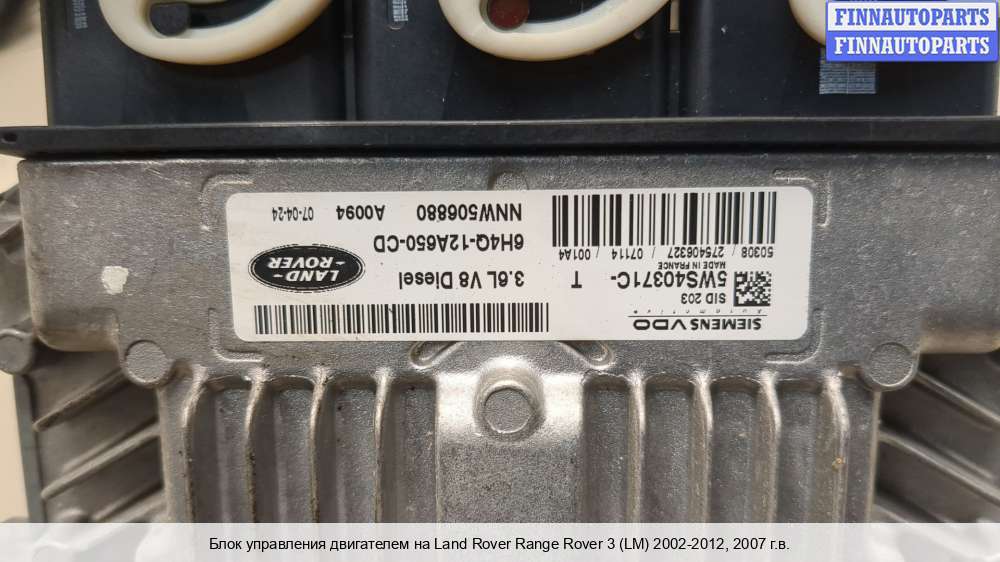 FINNAUTOPARTS
FINNAUTOPARTS
SIEMENS VDO
Automotive
SID 203
5WS40371C- T
MADE IN FRANCE
50308 / 275406327 / 07114 / 001A4
3.6L V8 Diesel
6H4Q-12A650-CD
NNW506880 A0094 07-04-24
LAND
ROVER
Блок управления двигателем на Land Rover Range Rover 3 (LM) 2002-2012, 2007 г.в.